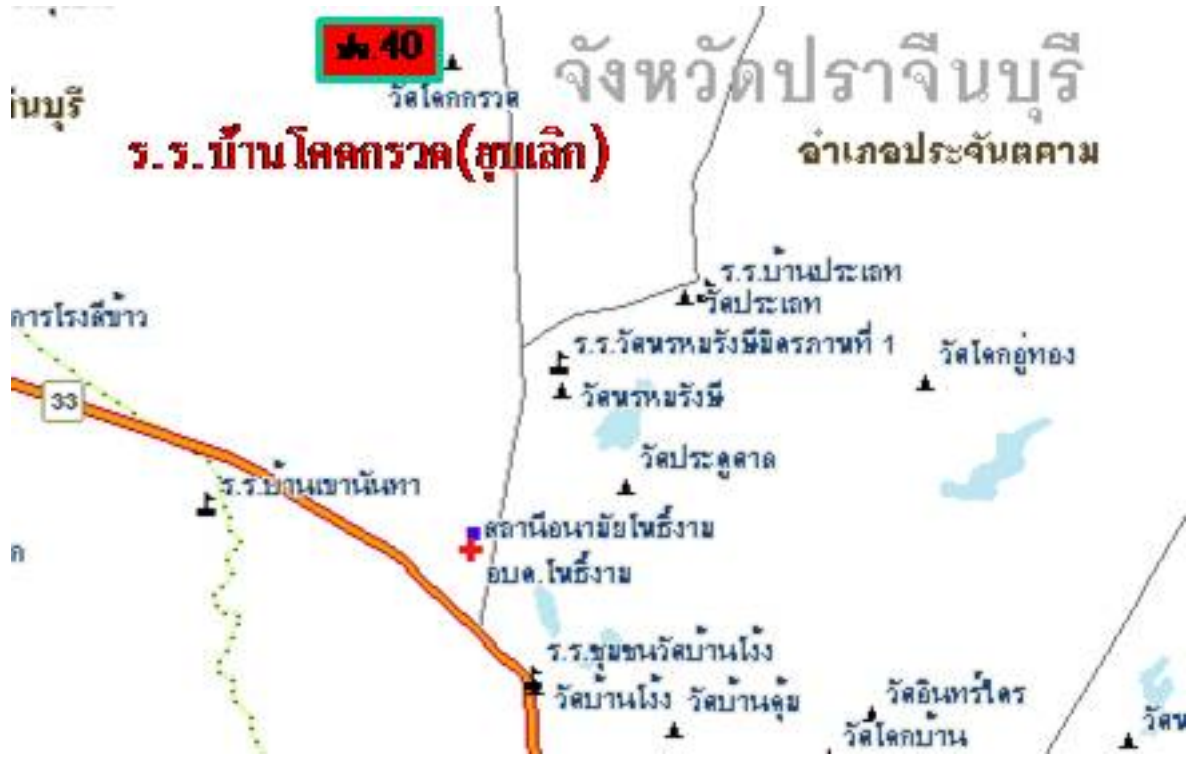 ฝผ.40
จังหวัดปราจีนบุรี
วัดโคกกรวด
ีนบุรี
ร.ร.บ้านโคกกรวด(ยุบเลิก)
อำเภอประจันตคาม
ร.ร.บ้านประเถท
วัดประเถท
การโรงสีข้าว
ร.ร.วัดพรหมรังษีมิตรภาพที่ 1
วัดโคกอู่ทอง
33
วัดพรหมรังษี
วัดประดูตาล
ร.ร.บ้านเขานันทา
สถานีอนามัยโพธิ์งาม
อบต.โพธิ์งาม
ร.ร.ชุมชนวัดบ้านโง้ง
วัดบ้านโง้ง
วัดบ้านตุ้ม
วัดอินทร์ไตร
วัดโคกบ้าน